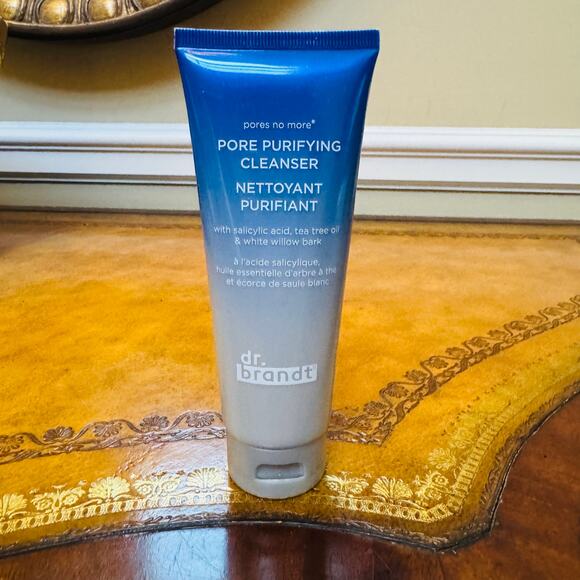 pores no more®
PORE PURIFYING
CLEANSER
NETTOYANT
PURIFIANT
with salicylic acid, tea tree oil
& white willow bark
à l'acide salicylique,
huile essentielle d'arbre à thé
et écorce de saule blanc
dr.
brandt®